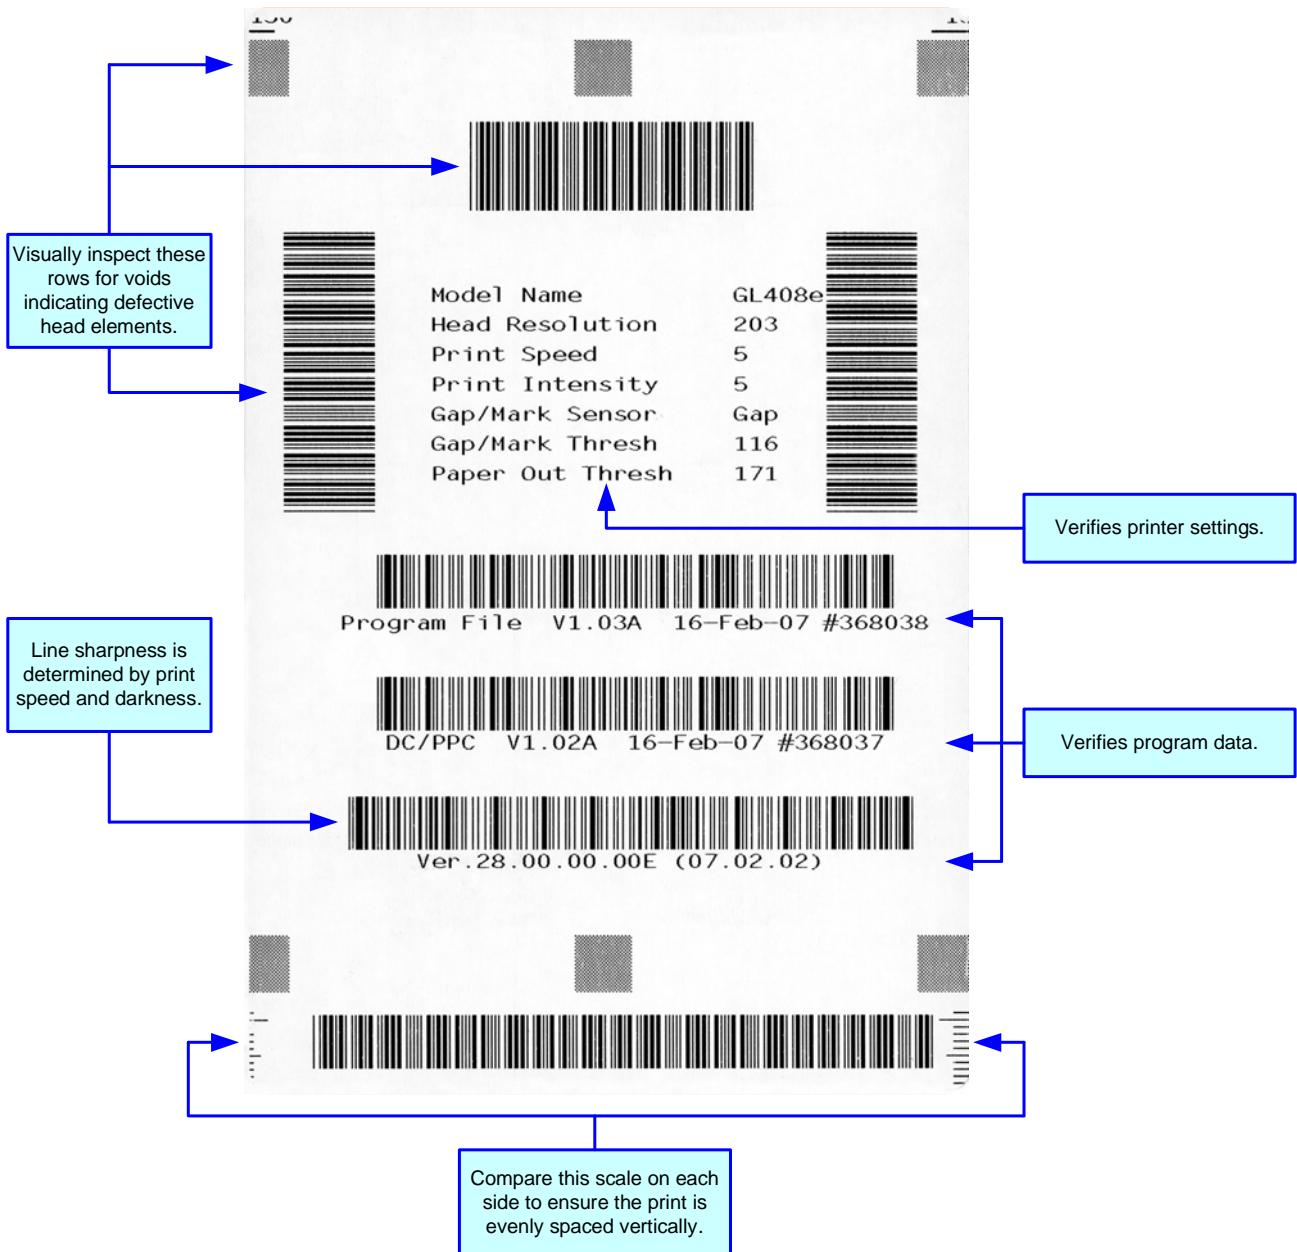 Visually inspect these
rows for voids
indicating defective
head elements.
Model Name GL408e
Head Resolution 203
Print Speed 5
Print Intensity 5
Gap/Mark Sensor Gap
Gap/Mark Thresh 116
Paper Out Thresh 171
Verifies printer settings.
Program File V1.03A 16-Feb-07 #368038
Line sharpness is
determined by print
speed and darkness.
DC/PPC V1.02A 16-Feb-07 #368037
Verifies program data.
Ver.28.00.00.00E (07.02.02)
Compare this scale on each
side to ensure the print is
evenly spaced vertically.